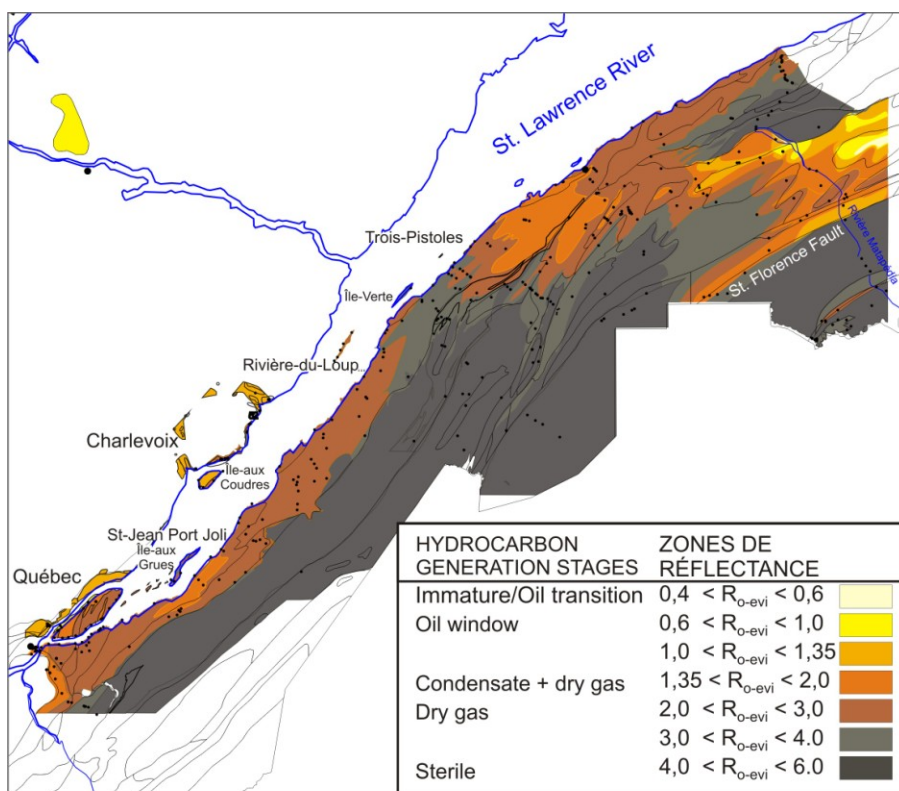 St. Lawrence River
Trois-Pistoles
Île-Verte
Rivière-du-Loup
Charlevoix
Île-aux
Coudres
St-Jean Port Joli
Île-aux
Grues
Québec
Rivière Matapédia
St. Florence Fault
HYDROCARBON GENERATION STAGES
ZONES DE RÉFLECTANCE
Immature/Oil transition 0,4 < Ro-evi < 0,6
Oil window 0,6 < Ro-evi < 1,0
1,0 < Ro-evi < 1,35
Condensate + dry gas 1,35 < Ro-evi < 2,0
Dry gas 2,0 < Ro-evi < 3,0
3,0 < Ro-evi < 4.0
Sterile 4,0 < Ro-evi < 6.0